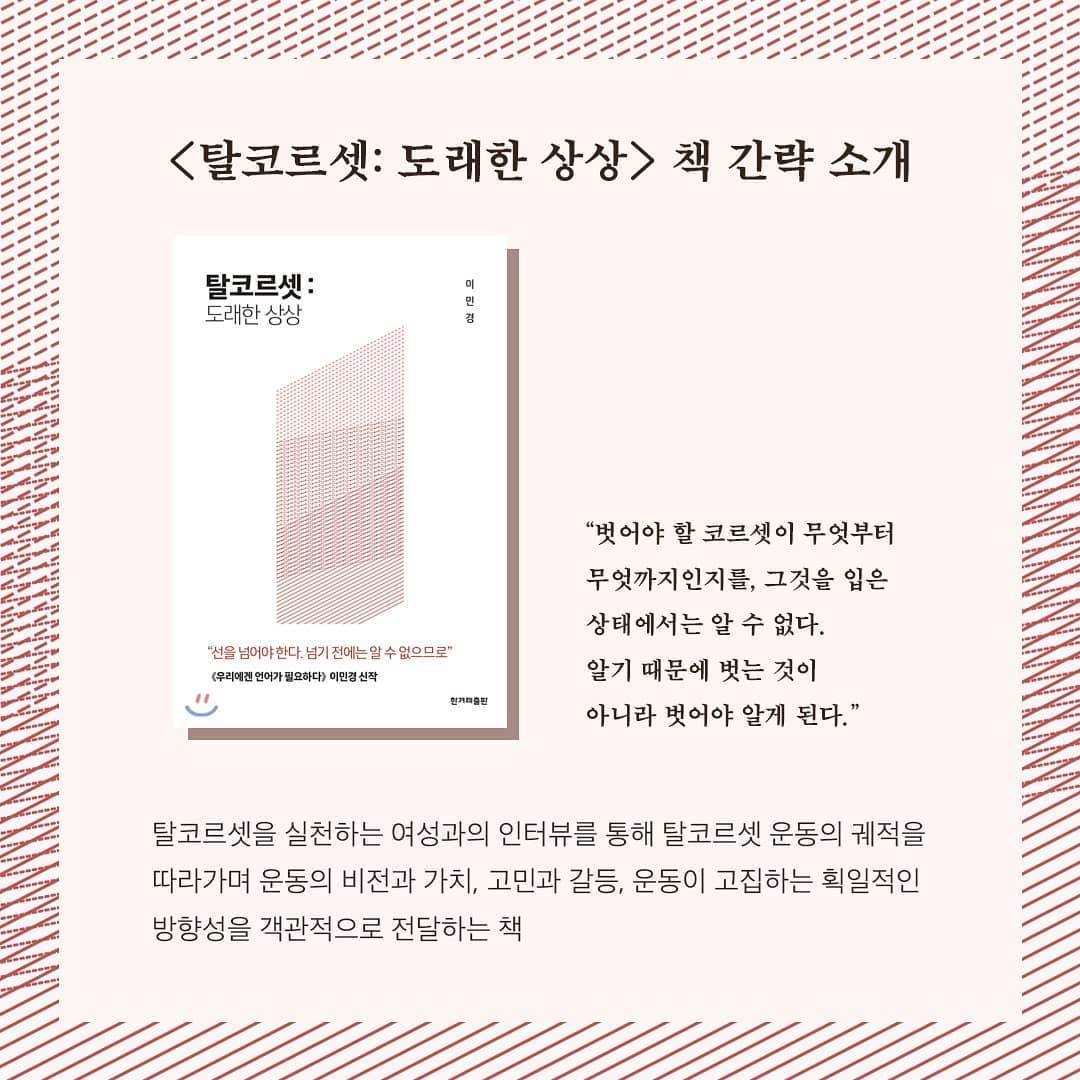 <탈코르셋: 도래한 상상> 책 간략 소개
탈코르셋 :
도래한 상상
이
민
경
“선을 넘어야 한다. 넘기 전에는 알 수 없으므로”
《우리에겐 언어가 필요하다》 이민경 신작
한겨레출판
“벗어야 할 코르셋이 무엇부터
무엇까지인지를, 그것을 입은
상태에서는 알 수 없다.
알기 때문에 벗는 것이
아니라 벗어야 알게 된다.”
탈코르셋을 실천하는 여성과의 인터뷰를 통해 탈코르셋 운동의 궤적을
따라가며 운동의 비전과 가치, 고민과 갈등, 운동이 고집하는 획일적인
방향성을 객관적으로 전달하는 책